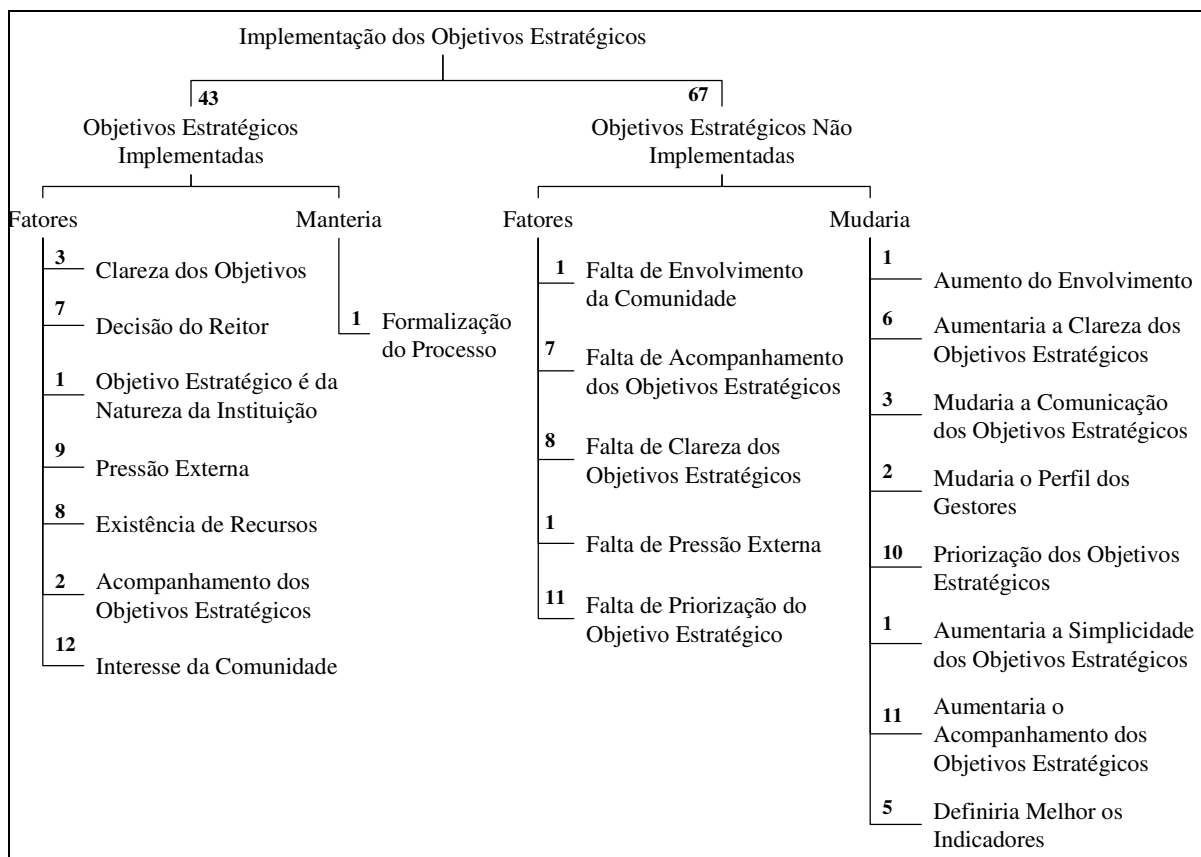 Implementação dos Objetivos Estratégicos
43
67
Objetivos Estratégicos
Implementadas
Objetivos Estratégicos Não
Implementadas
Fatores
Manteria
Fatores
Mudaria
3
Clareza dos Objetivos
7
Decisão do Reitor
1
Objetivo Estratégico é da
Natureza da Instituição
9
Pressão Externa
8
Existência de Recursos
2
Acompanhamento dos
Objetivos Estratégicos
12
Interesse da Comunidade
1
Formalização
do Processo
1
Falta de Envolvimento
da Comunidade
7
Falta de Acompanhamento
dos Objetivos Estratégicos
8
Falta de Clareza dos
Objetivos Estratégicos
1
Falta de Pressão Externa
11
Falta de Priorização do
Objetivo Estratégico
1
Aumento do Envolvimento
6
Aumentaria a Clareza dos
Objetivos Estratégicos
3
Mudaria a Comunicação
dos Objetivos Estratégicos
2
Mudaria o Perfil dos
Gestores
10
Priorização dos Objetivos
Estratégicos
1
Aumentaria a Simplicidade
dos Objetivos Estratégicos
11
Aumentaria o
Acompanhamento dos
Objetivos Estratégicos
5
Definiria Melhor os
Indicadores